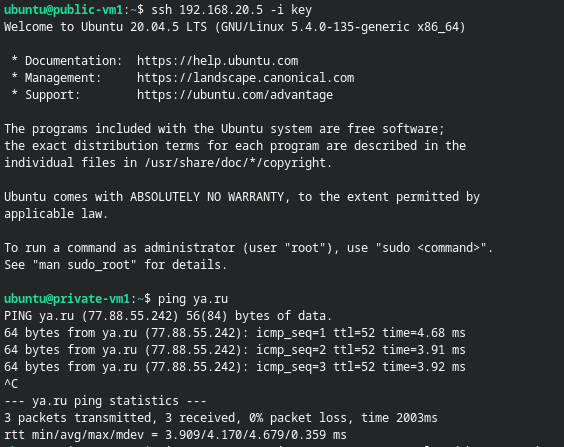 ubuntu@public-vm1:~$ ssh 192.168.20.5 -i key
Welcome to Ubuntu 20.04.5 LTS (GNU/Linux 5.4.0-135-generic x86_64)

 * Documentation:  https://help.ubuntu.com
 * Management:     https://landscape.canonical.com
 * Support:        https://ubuntu.com/advantage

The programs included with the Ubuntu system are free software;
the exact distribution terms for each program are described in the
individual files in /usr/share/doc/*/copyright.

Ubuntu comes with ABSOLUTELY NO WARRANTY, to the extent permitted by
applicable law.

To run a command as administrator (user "root"), use "sudo <command>".
See "man sudo_root" for details.

ubuntu@private-vm1:~$ ping ya.ru
PING ya.ru (77.88.55.242) 56(84) bytes of data.
64 bytes from ya.ru (77.88.55.242): icmp_seq=1 ttl=52 time=4.68 ms
64 bytes from ya.ru (77.88.55.242): icmp_seq=2 ttl=52 time=3.91 ms
64 bytes from ya.ru (77.88.55.242): icmp_seq=3 ttl=52 time=3.92 ms
^C
--- ya.ru ping statistics ---
3 packets transmitted, 3 received, 0% packet loss, time 2003ms
rtt min/avg/max/mdev = 3.909/4.170/4.679/0.359 ms